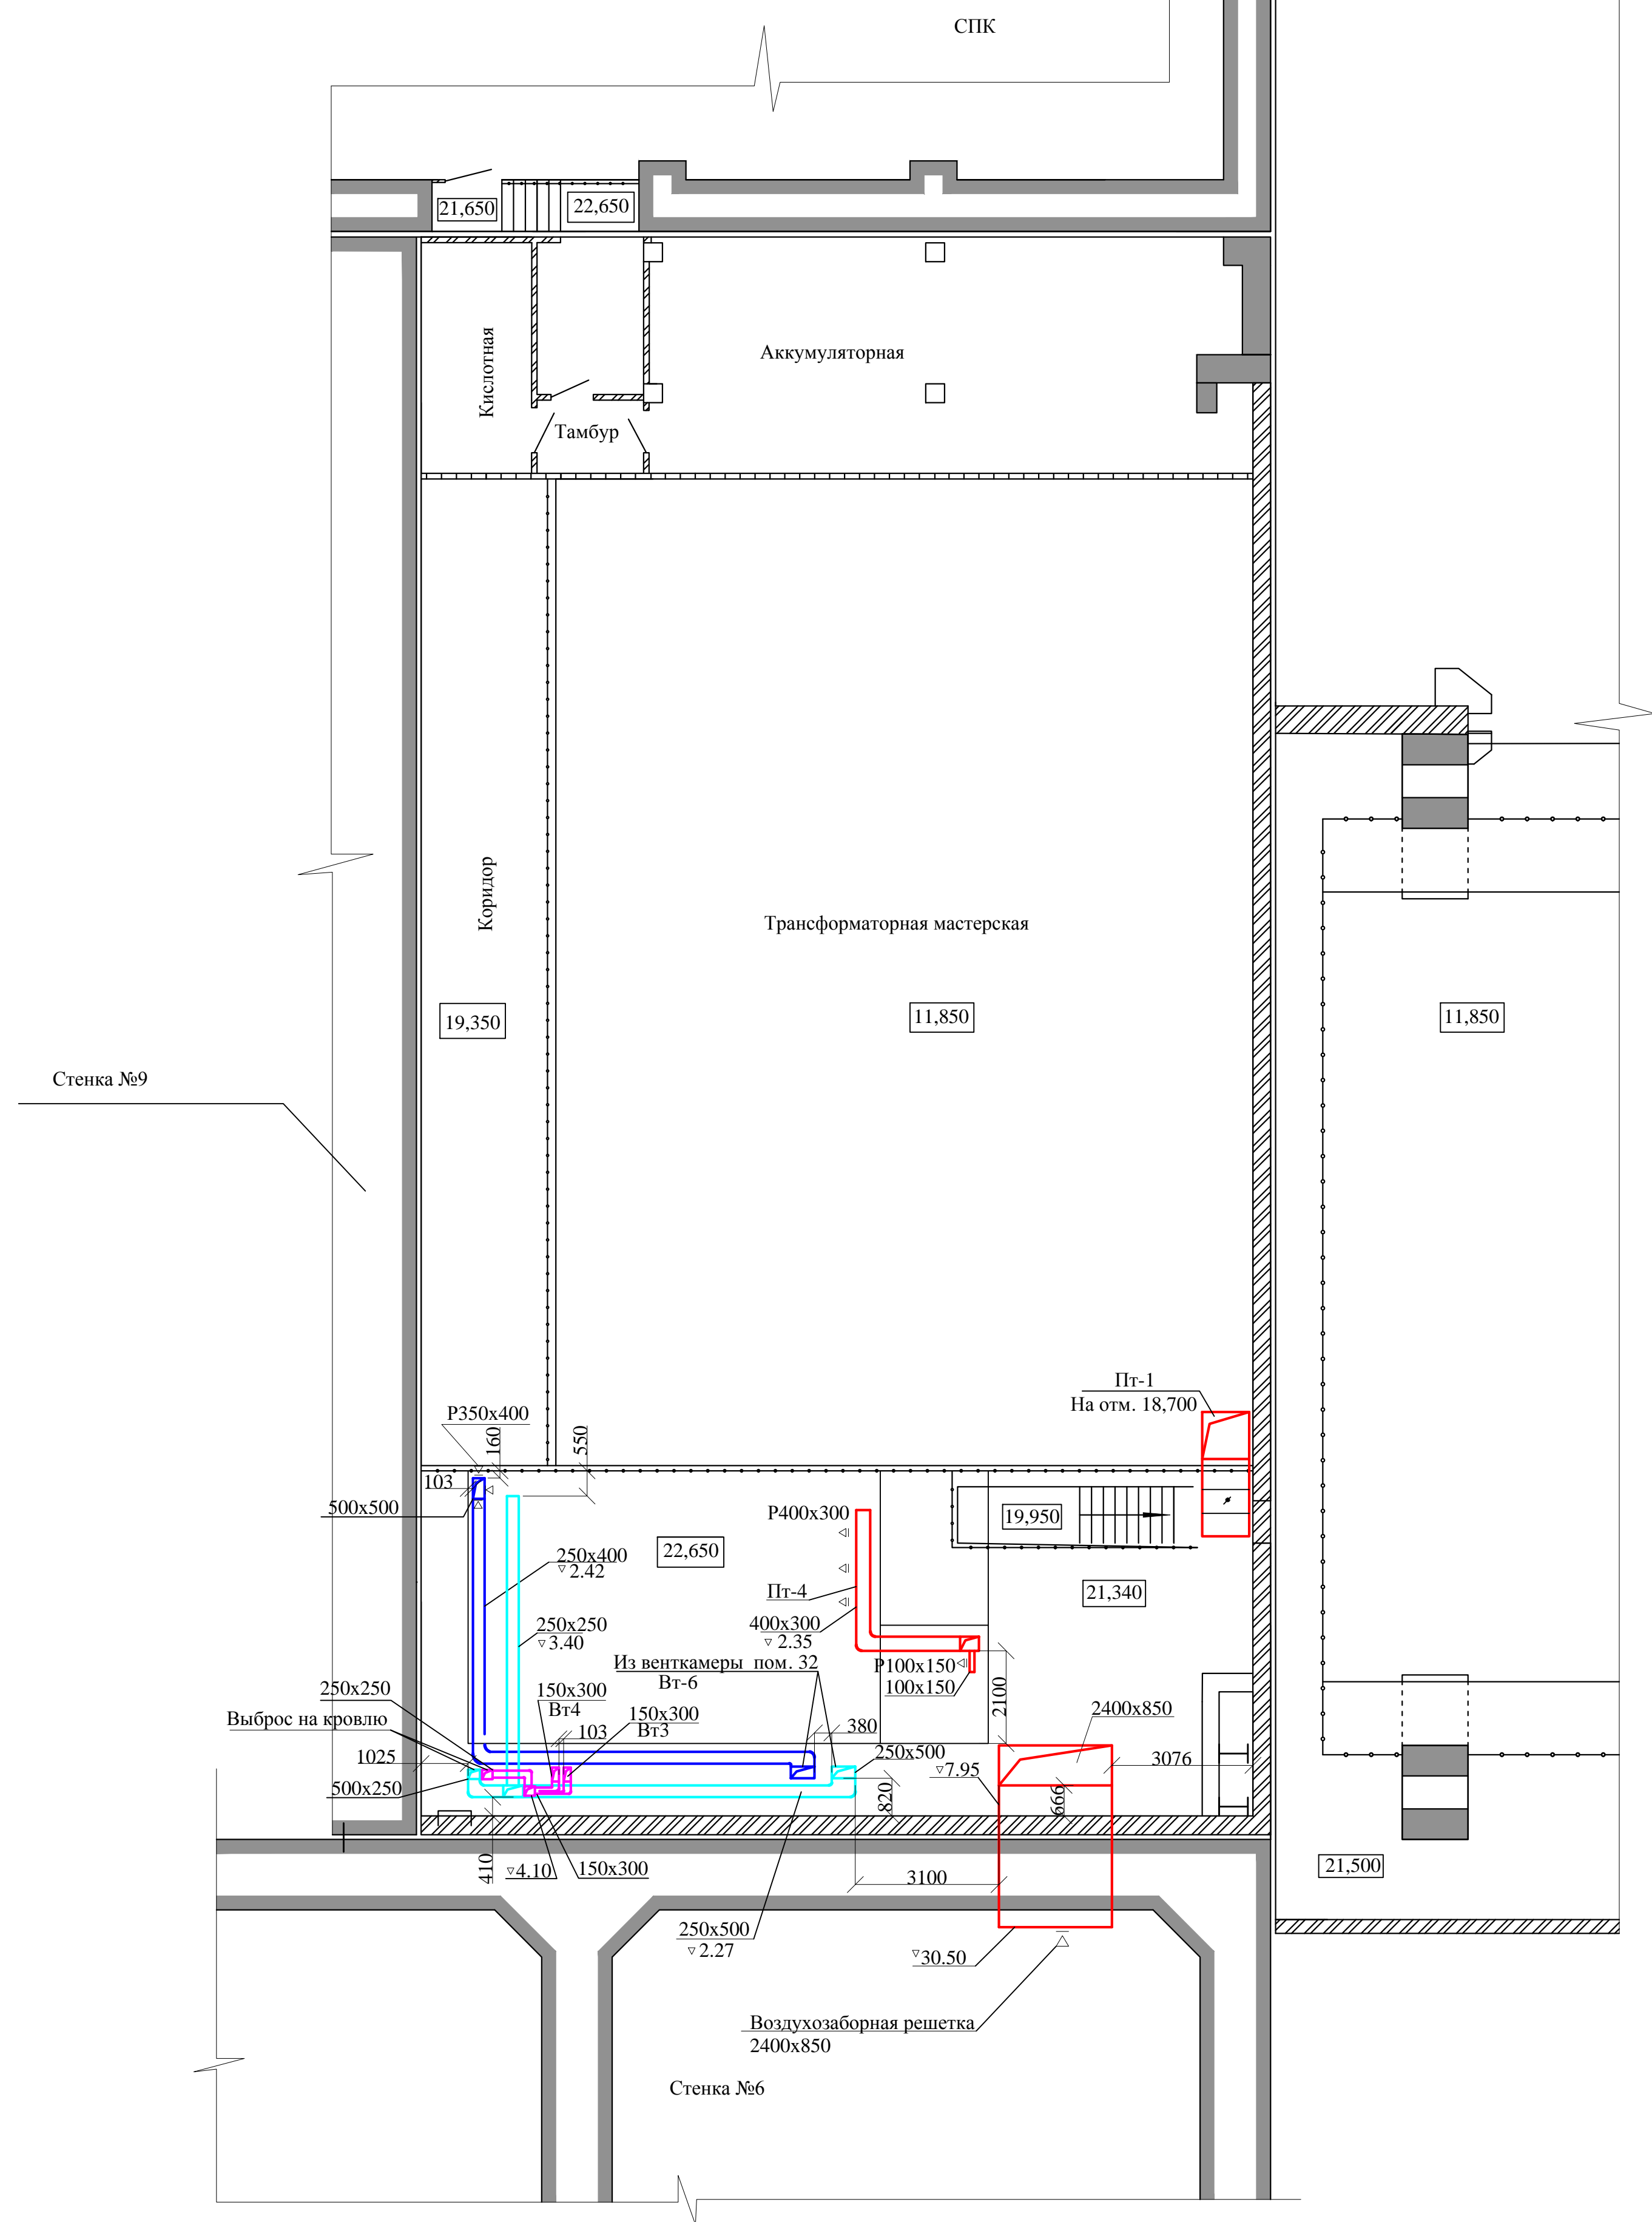 СПК
21,650
22,650
Кислотная
Аккумуляторная
Тамбур
Коридор
Трансформаторная мастерская
19,350
11,850
11,850
Стенка №9
Пт-1
На отм. 18,700
Р350х400
160
550
103
500х500
Р400х300
19,950
22,650
250х400
2.42
Пт-4
21,340
250х250
3.40
400х300
2.35
Из венткамеры пом. 32
Вт-6
Р100х150
100х150
250х250
150х300
Вт4
2100
Выброс на кровлю
150х300
Вт3
103
380
2400х850
1025
250х500
7.95
3076
500х250
820
666
410
4.10
150х300
3100
21,500
250х500
2.27
30.50
Воздухозаборная решетка
2400х850
Стенка №6